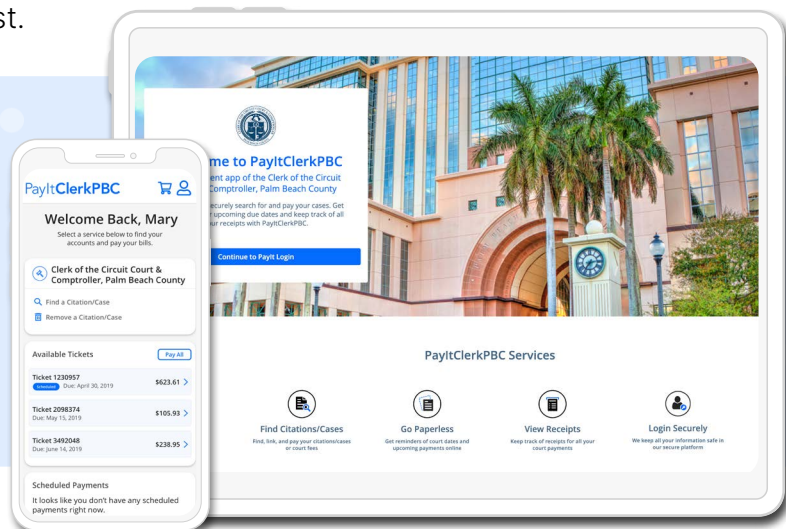 st.
PayItClerkPBC
Welcome Back, Mary
Select a service below to find your
accounts and pay your bills.
Clerk of the Circuit Court &
Comptroller, Palm Beach County
Find a Citation/Case
Remove a Citation/Case
Available Tickets
Pay All
Ticket 1230957
Scheduled Due: April 30, 2019
$623.61
Ticket 2098374
Due: May 15, 2019
$105.93
Ticket 3492048
Due: June 14, 2019
$238.95
Scheduled Payments
It looks like you don't have any scheduled
payments right now.
me to PayItClerkPBC
ent app of the Clerk of the Circuit
Comptroller, Palm Beach County
ecurely search for and pay your cases. Get
upcoming due dates and keep track of all
ur receipts with PayItClerkPBC.
Continue to PayIt Login
PayItClerkPBC Services
Find Citations/Cases
Find, link, and pay your citations/cases
or court fees
Go Paperless
Get reminders of court dates and
upcoming payments online
View Receipts
Keep track of receipts for all your
court payments
Login Securely
We keep all your information safe in
our secure platform